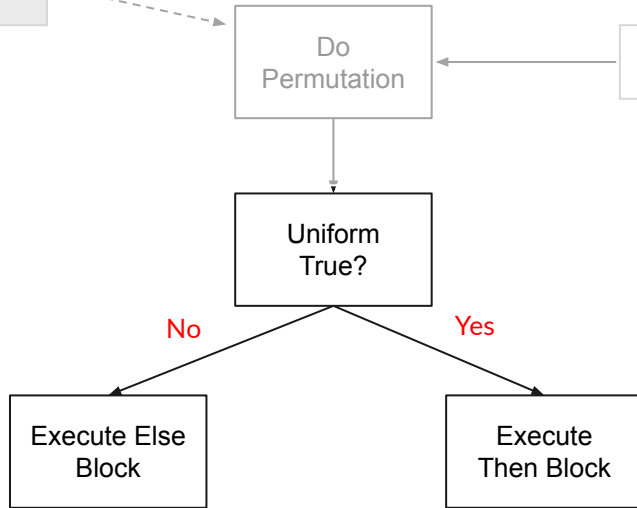 Do
Permutation
Uniform
True?
No
Yes
Execute Else
Block
Execute
Then Block